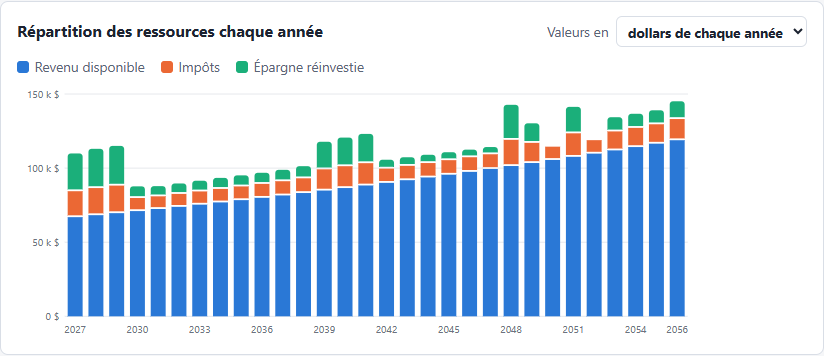 Répartition des ressources chaque année
Valeurs en dollars de chaque année
Revenu disponible Impôts Épargne réinvestie
150 k $
100 k $
50 k $
0 $
2027 2030 2033 2036 2039 2042 2045 2048 2051 2054 2056